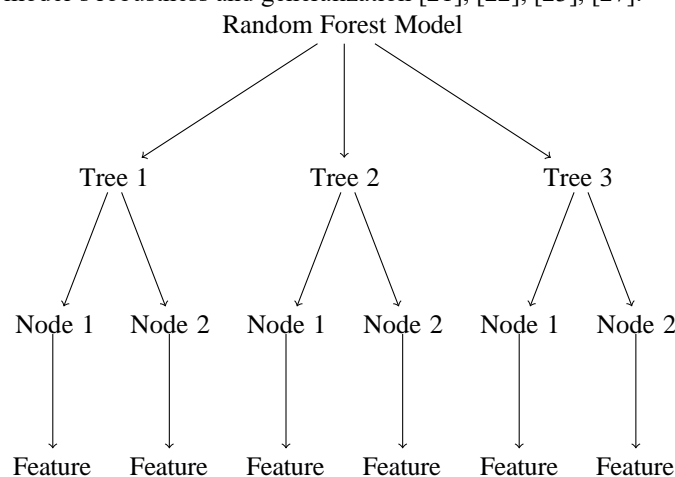 Random Forest Model
Tree 1 Tree 2 Tree 3
Node 1 Node 2 Node 1 Node 2 Node 1 Node 2
Feature Feature Feature Feature Feature Feature